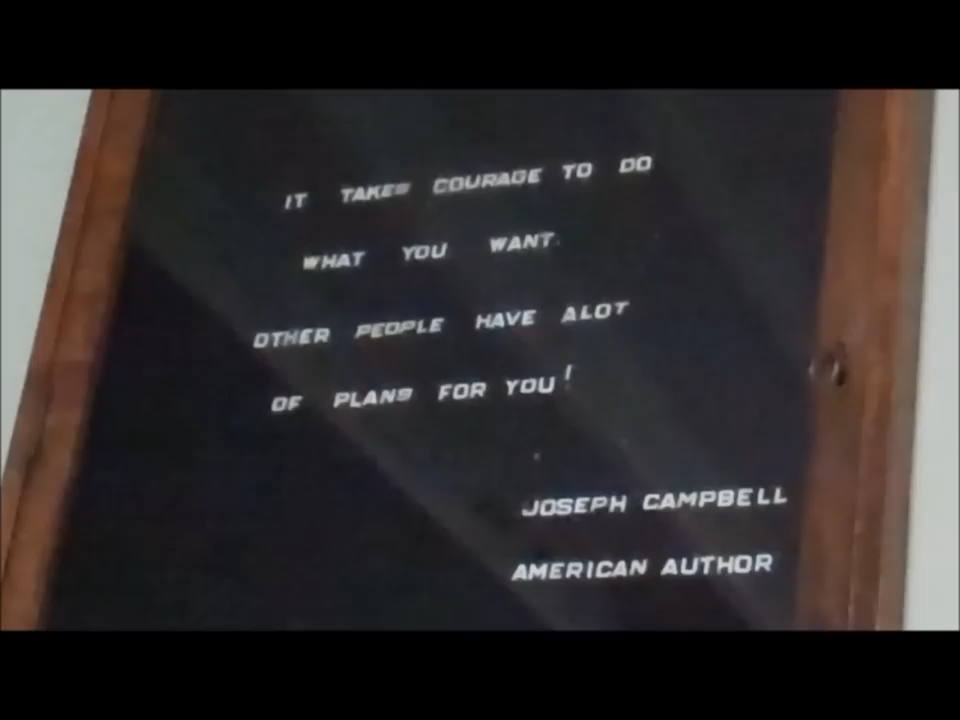 IT TAKES COURAGE TO DO
WHAT YOU WANT.
OTHER PEOPLE HAVE ALOT
OF PLANS FOR YOU!
JOSEPH CAMPBELL
AMERICAN AUTHOR